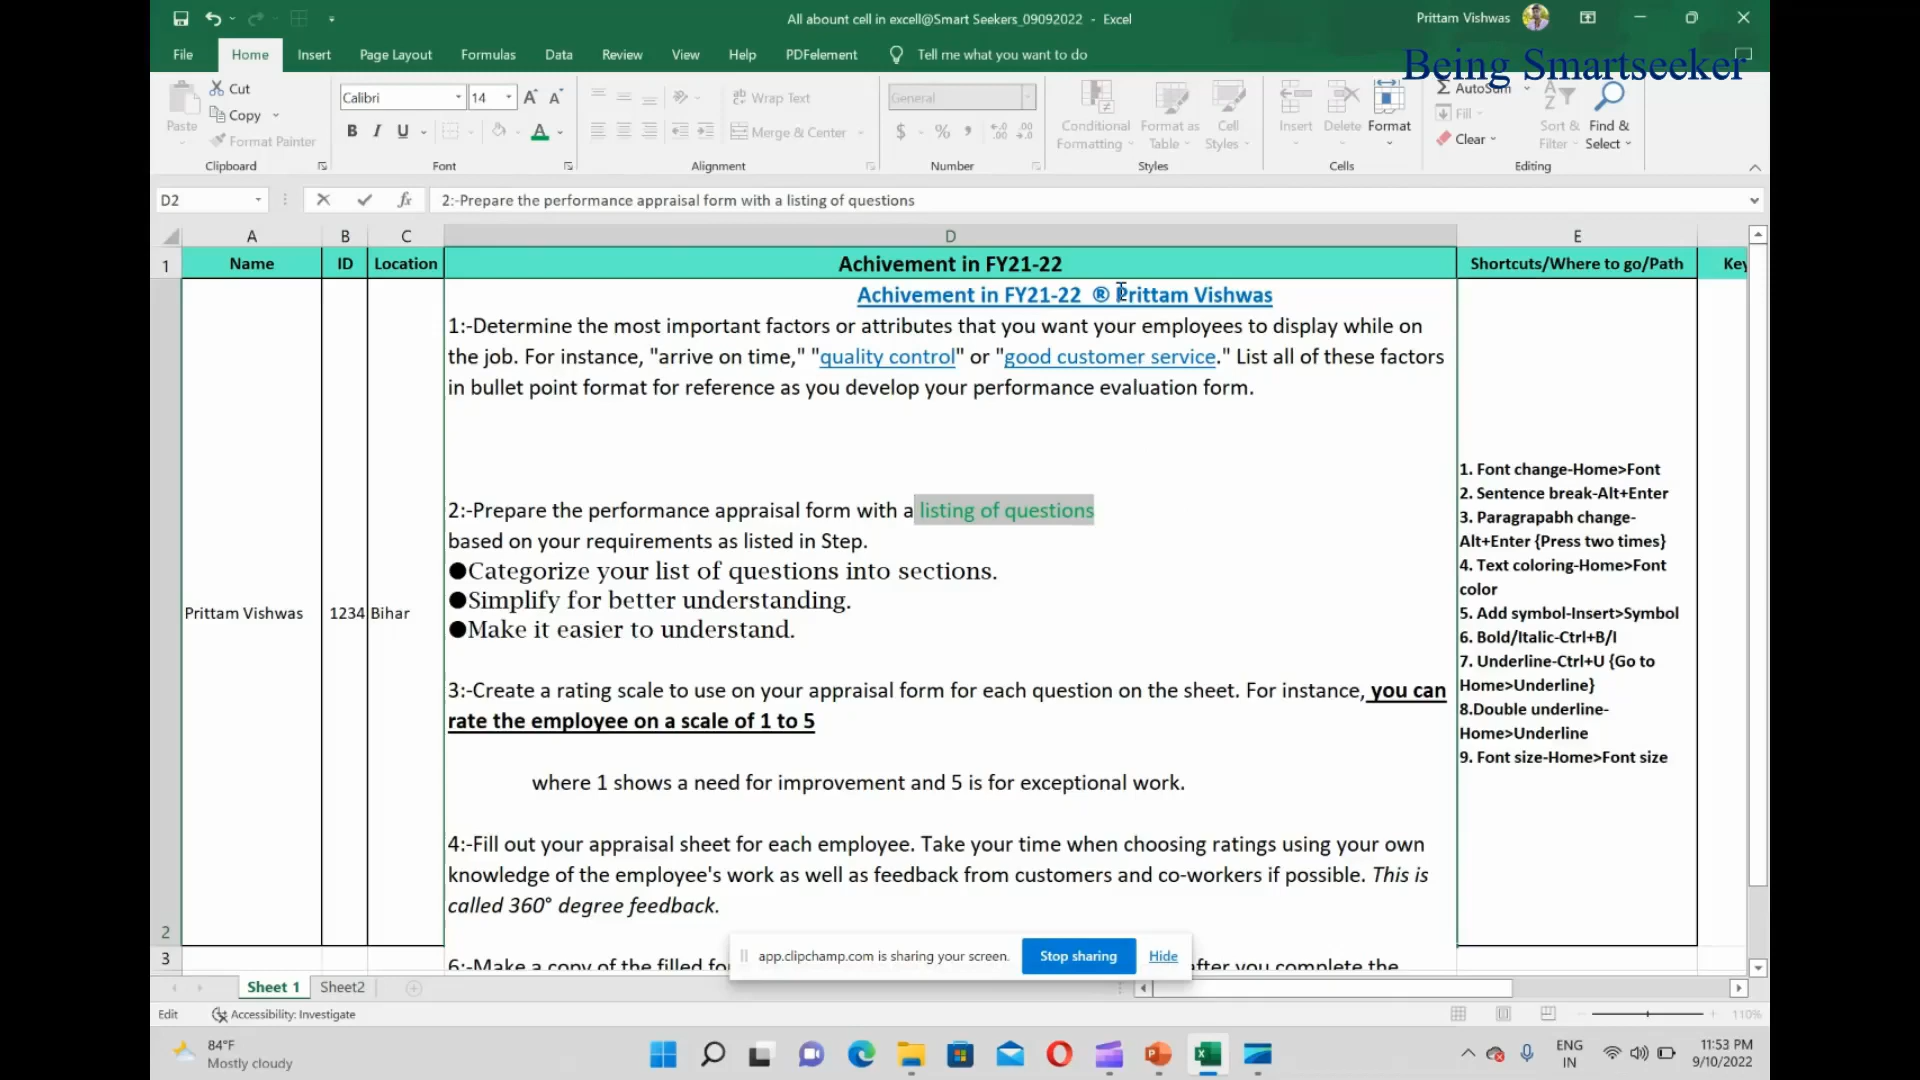 All abount cell in excell@Smart Seekers_09092022 - Excel
Prittam Vishwas
File Home Insert Page Layout Formulas Data Review View Help PDFelement Tell me what you want to do
Being Smartseeker
Paste
Cut
Copy
Format Painter
Clipboard
Calibri 14
B I U
Font
Wrap Text
Merge & Center
Alignment
General
$ %
Number
Conditional Formatting
Format as Table
Cell Styles
Styles
Insert Delete Format
Cells
AutoSum
Fill
Clear
Sort & Filter
Find & Select
Editing
D2
fx
2:-Prepare the performance appraisal form with a listing of questions
A B C D E
1 Name ID Location Achivement in FY21-22 Shortcuts/Where to go/Path Key
Achivement in FY21-22 ® Prittam Vishwas
1:-Determine the most important factors or attributes that you want your employees to display while on
the job. For instance, "arrive on time," "quality control" or "good customer service." List all of these factors
in bullet point format for reference as you develop your performance evaluation form.
2:-Prepare the performance appraisal form with a listing of questions
based on your requirements as listed in Step.
●Categorize your list of questions into sections.
●Simplify for better understanding.
●Make it easier to understand.
3:-Create a rating scale to use on your appraisal form for each question on the sheet. For instance, you can
rate the employee on a scale of 1 to 5
where 1 shows a need for improvement and 5 is for exceptional work.
4:-Fill out your appraisal sheet for each employee. Take your time when choosing ratings using your own
knowledge of the employee's work as well as feedback from customers and co-workers if possible. This is
called 360° degree feedback.
6:-Make a copy of the filled fo
after you complete the
Prittam Vishwas 1234 Bihar
1. Font change-Home>Font
2. Sentence break-Alt+Enter
3. Paragrapabh change-
Alt+Enter {Press two times}
4. Text coloring-Home>Font
color
5. Add symbol-Insert>Symbol
6. Bold/Italic-Ctrl+B/I
7. Underline-Ctrl+U {Go to
Home>Underline}
8.Double underline-
Home>Underline
9. Font size-Home>Font size
2
3
app.clipchamp.com is sharing your screen. Stop sharing Hide
Sheet 1 Sheet2
Edit Accessibility: Investigate
110%
84°F
Mostly cloudy
ENG
IN
11:53 PM
9/10/2022